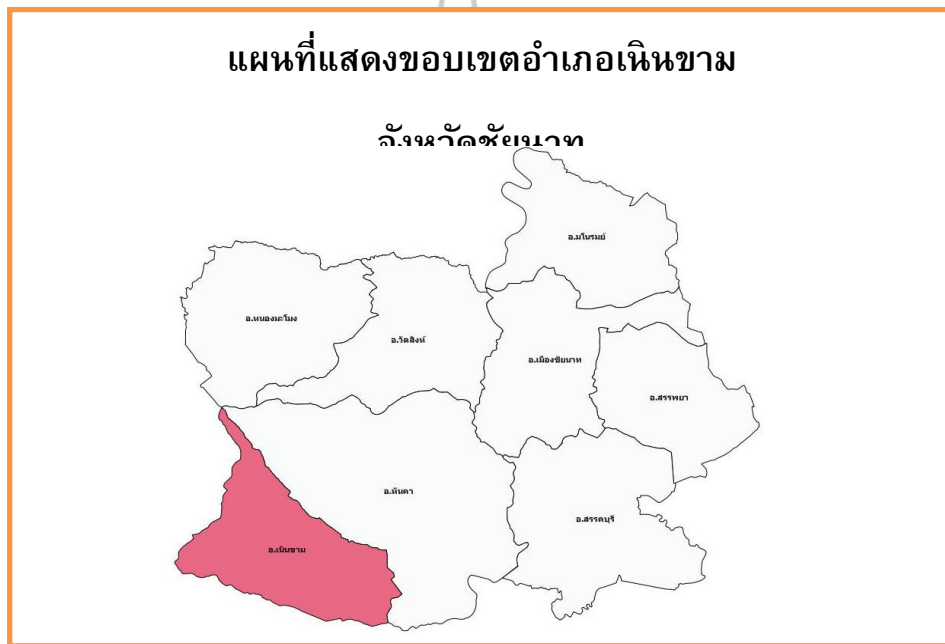 แผนที่แสดงขอบเขตอำเภอเนินขาม
จังหวัดชัยนาท
อ.มโนรมย์
อ.หนองมะโมง
อ.วัดสิงห์
อ.เมืองชัยนาท
อ.สรรพยา
อ.หันคา
อ.สรรคบุรี
อ.เนินขาม